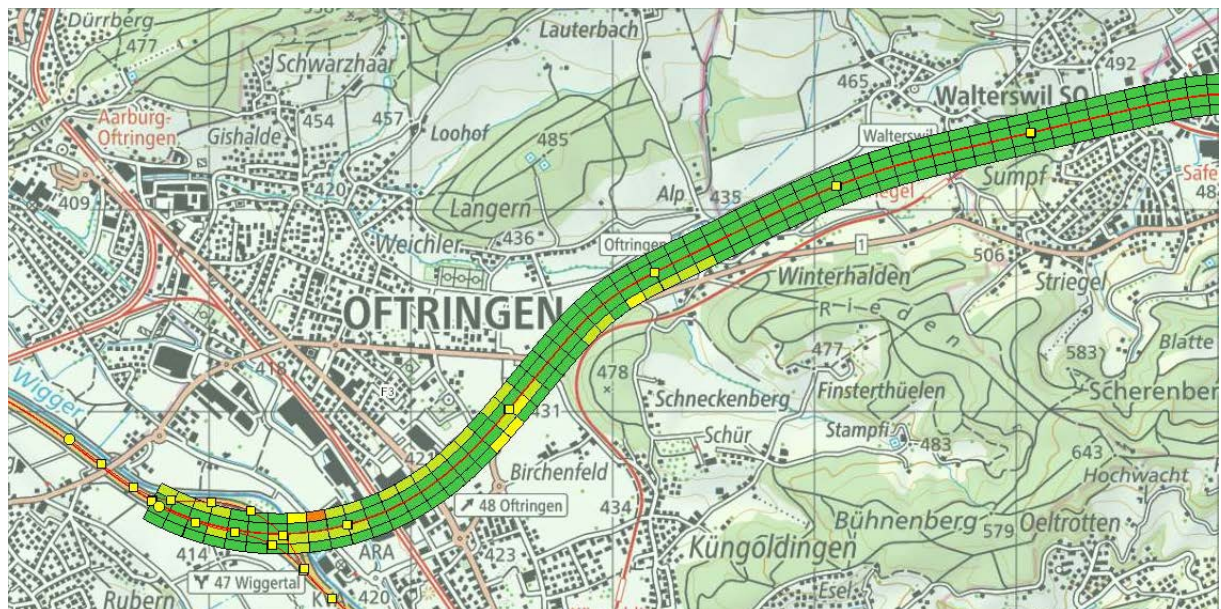 Dürrberg
477
Schwarzhaar
Lauterbach
465
492
Walterswil SO
Aarburg-
Oftringen
Gishalde
454
457
Loohof
485
Walterswil
420
Alp
435
Sumpf
409
Langern
436
Weichler
Oftringen
1
506
Winterhalden
Striegel
OFTRINGEN
R-i-e-d-e-n
477
583
Blatte
418
Wigger
F3
478
Finsterthüelen
Scherenber
431
Schneckenberg
Stampfi
483
Schür
643
Birchenfeld
Hochwacht
48 Oftringen
434
Bühnenberg
579
Oeltrotten
414
ARA
423
Küngoldingen
47 Wiggertal
420
Rubern
Esel